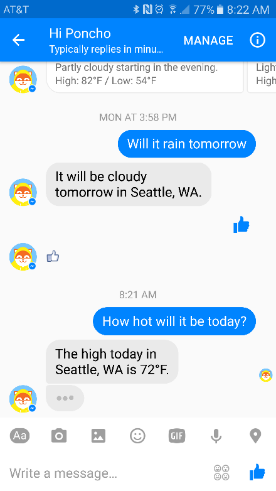 AT&T 77% 8:22 AM
Hi Poncho
Typically replies in minu...
MANAGE
Partly cloudy starting in the evening.
High: 82°F / Low: 54°F
Ligh
High
MON AT 3:58 PM
Will it rain tomorrow
It will be cloudy
tomorrow in Seattle, WA.
8:21 AM
How hot will it be today?
The high today in
Seattle, WA is 72°F.
Aa
GIF
Write a message...